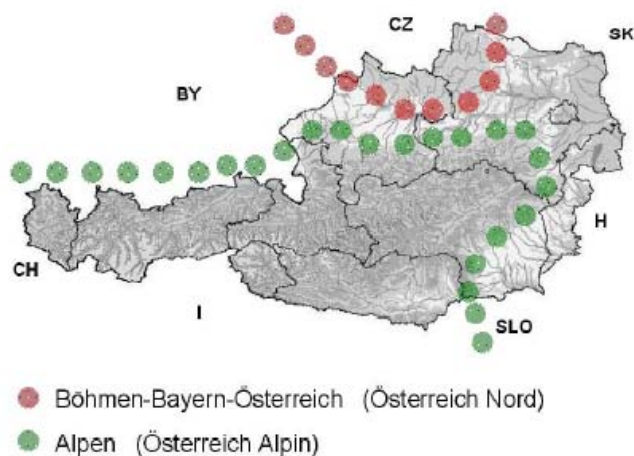 CZ
SK
BY
H
CH
I
SLO
Böhmen-Bayern-Österreich (Österreich Nord)
Alpen (Österreich Alpin)